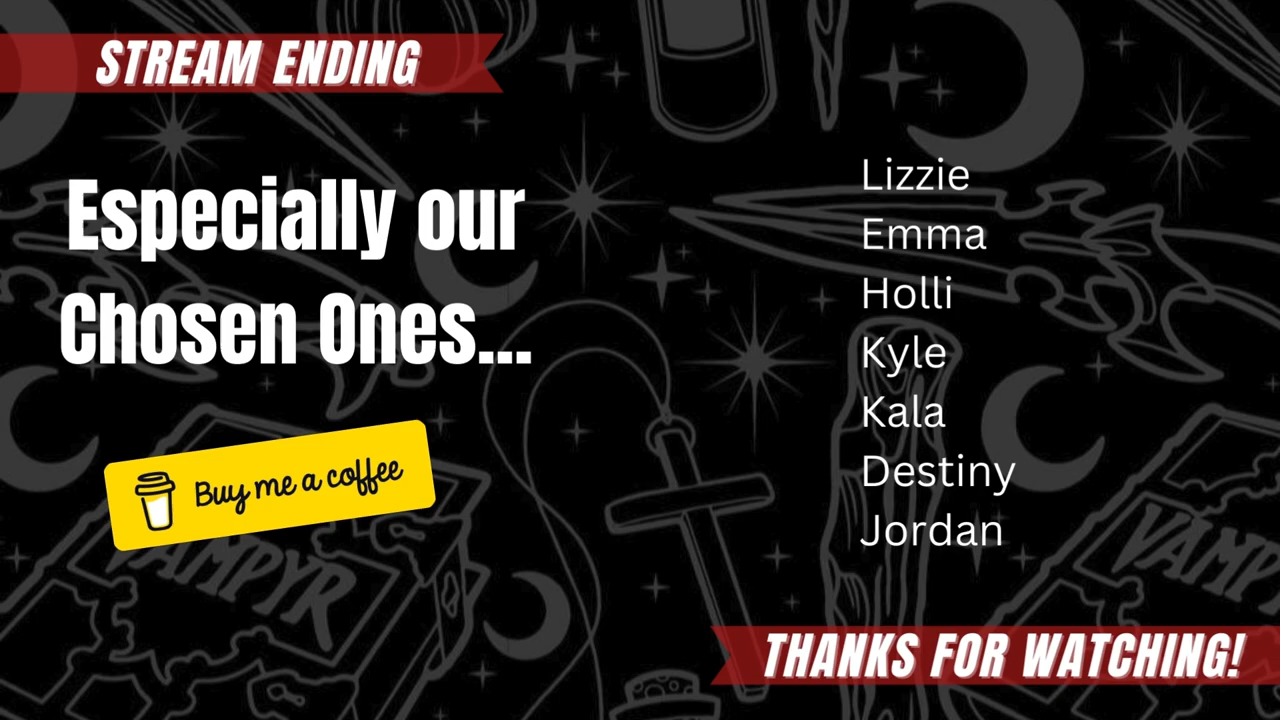 STREAM ENDING
Especially our
Chosen Ones...
Buy me a coffee
VAMPYR
Lizzie
Emma
Holli
Kyle
Kala
Destiny
Jordan
VAMP
THANKS FOR WATCHING!